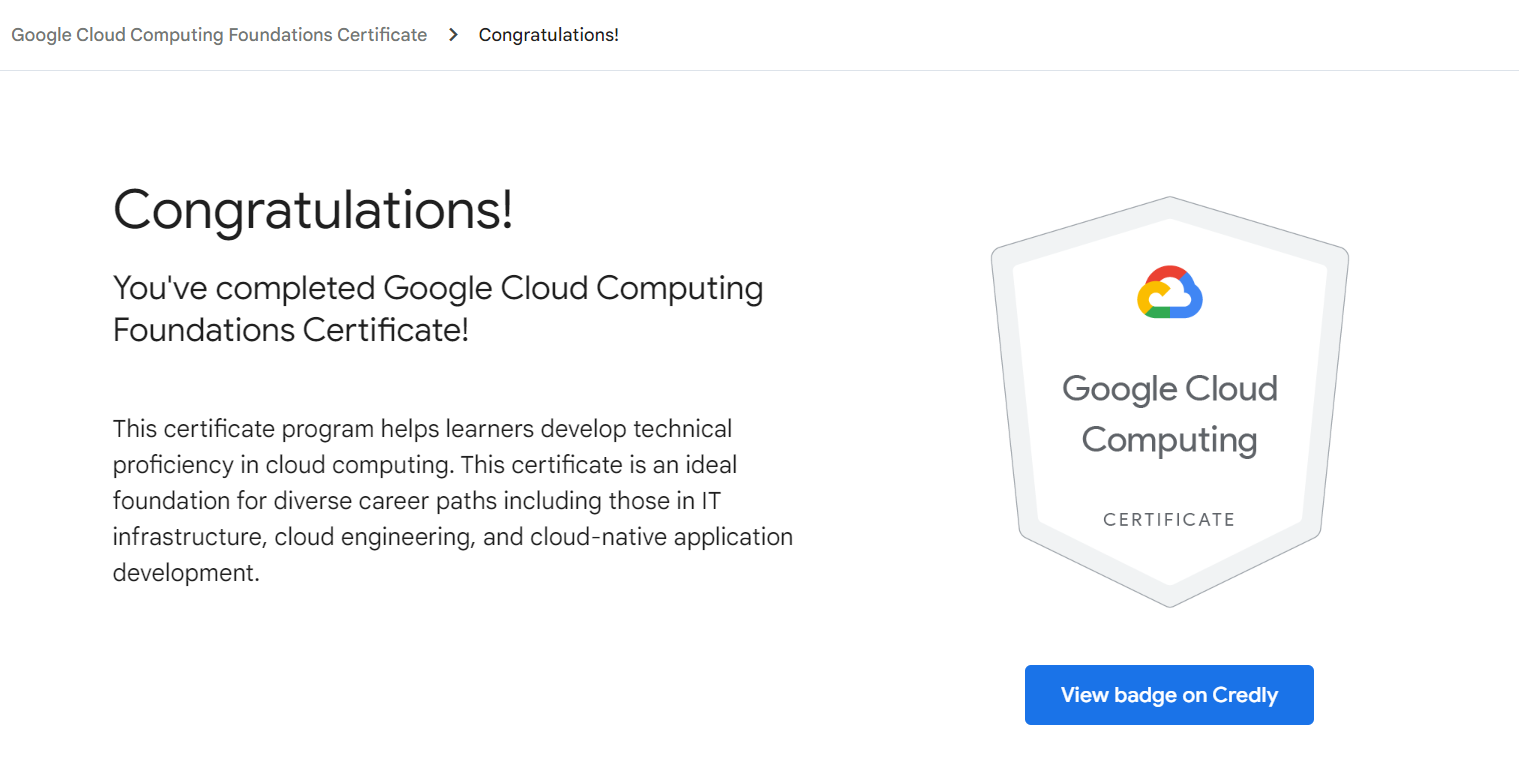 Google Cloud Computing Foundations Certificate > Congratulations!
Congratulations!
You've completed Google Cloud Computing
Foundations Certificate!
This certificate program helps learners develop technical
proficiency in cloud computing. This certificate is an ideal
foundation for diverse career paths including those in IT
infrastructure, cloud engineering, and cloud-native application
development.
Google Cloud
Computing
CERTIFICATE
View badge on Credly